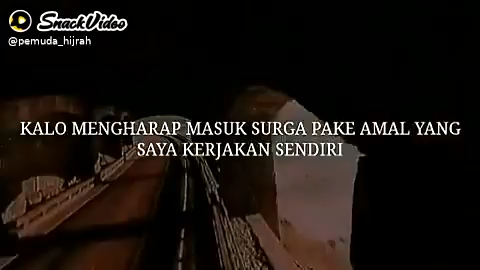 SnackVideo
@pemuda_hijrah
KALO MENGHARAP MASUK SURGA PAKE AMAL YANG
SAYA KERJAKAN SENDIRI